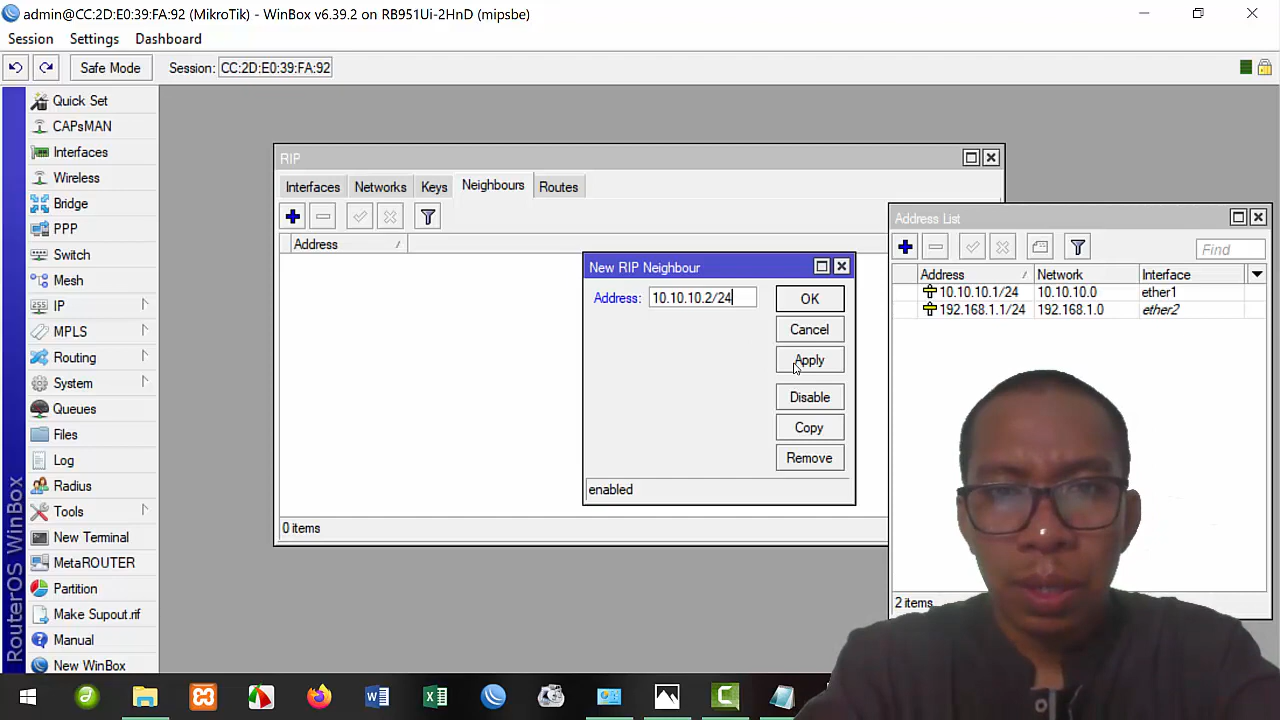 admin@CC:2D:E0:39:FA:92 (MikroTik) - WinBox v6.39.2 on RB951Ui-2HnD (mipsbe)
Session Settings Dashboard
Safe Mode Session: CC:2D:E0:39:FA:92
Quick Set
CAPsMAN
Interfaces
Wireless
Bridge
PPP
Switch
Mesh
IP
MPLS
Routing
System
Queues
Files
Log
Radius
Tools
New Terminal
MetaROUTER
Partition
Make Supout.rif
Manual
New WinBox
RouterOS WinBox
RIP
Interfaces Networks Keys Neighbours Routes
Address
0 items
New RIP Neighbour
Address: 10.10.10.2/24
OK
Cancel
Apply
Disable
Copy
Remove
enabled
Address List
Find
Address Network Interface
10.10.10.1/24 10.10.10.0 ether1
192.168.1.1/24 192.168.1.0 ether2
2 items